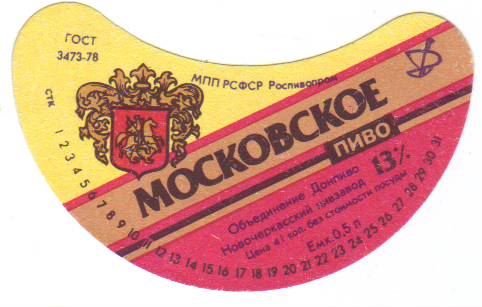 ГОСТ
3473-78
МПП РСФСР Роспивопром
стк
МОСКОВСКОЕ
ПИВО
13%
Объединение Донпиво
Новочеркасский пивзавод
Цена 41 коп. без стоимости посуды
Емк. 0,5 л
1 2 3 4 5 6 7 8 9 10 11 12 13 14 15 16 17 18 19 20 21 22 23 24 25 26 27 28 29 30 31